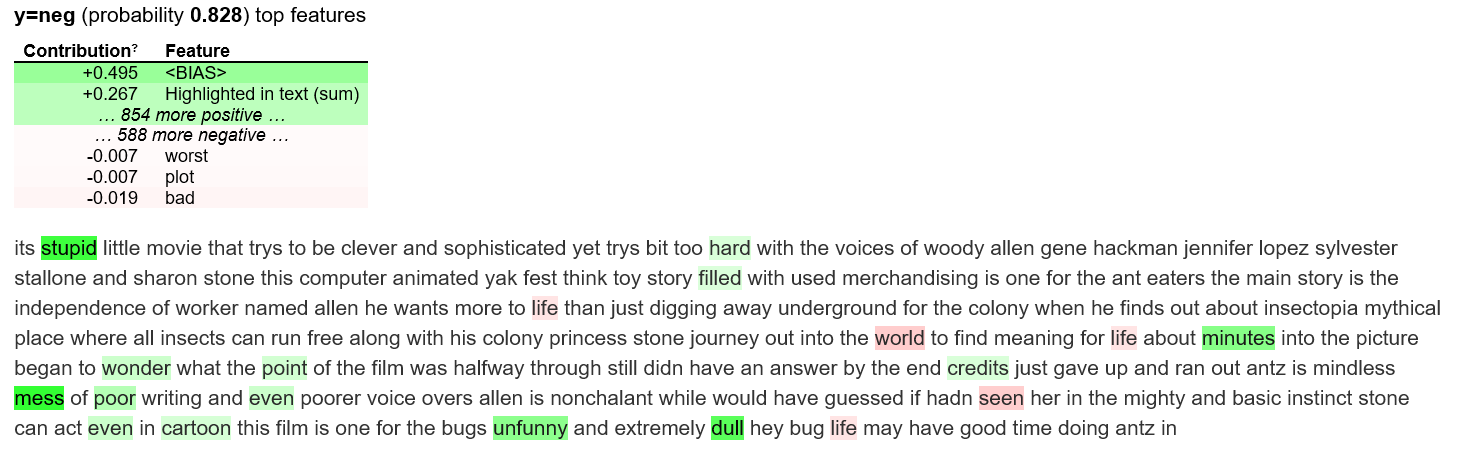 y=neg (probability 0.828) top features
Contribution? Feature
+0.495 <BIAS>
+0.267 Highlighted in text (sum)
… 854 more positive …
… 588 more negative …
-0.007 worst
-0.007 plot
-0.019 bad
its stupid little movie that trys to be clever and sophisticated yet trys bit too hard with the voices of woody allen gene hackman jennifer lopez sylvester
stallone and sharon stone this computer animated yak fest think toy story filled with used merchandising is one for the ant eaters the main story is the
independence of worker named allen he wants more to life than just digging away underground for the colony when he finds out about insectopia mythical
place where all insects can run free along with his colony princess stone journey out into the world to find meaning for life about minutes into the picture
began to wonder what the point of the film was halfway through still didn have an answer by the end credits just gave up and ran out antz is mindless
mess of poor writing and even poorer voice overs allen is nonchalant while would have guessed if hadn seen her in the mighty and basic instinct stone
can act even in cartoon this film is one for the bugs unfunny and extremely dull hey bug life may have good time doing antz in